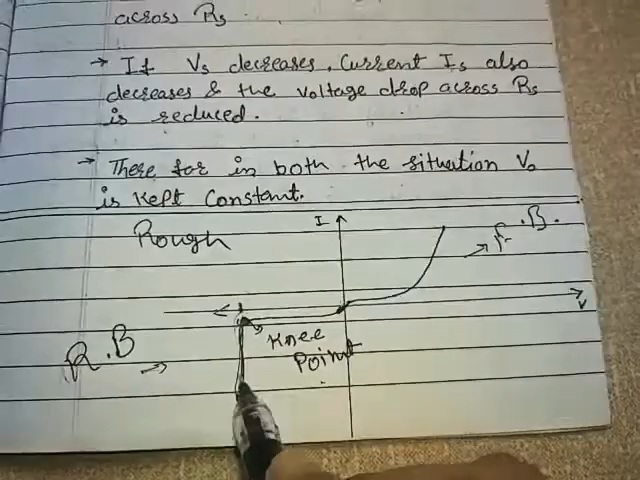 across Rs
→ If Vs decreases, Current Is also
decreases & the voltage drop across Rs
is reduced.
→ There for in both the situation Vo
is kept Constant.
Rough
I
F.B.
V
Knee
Point
R.B